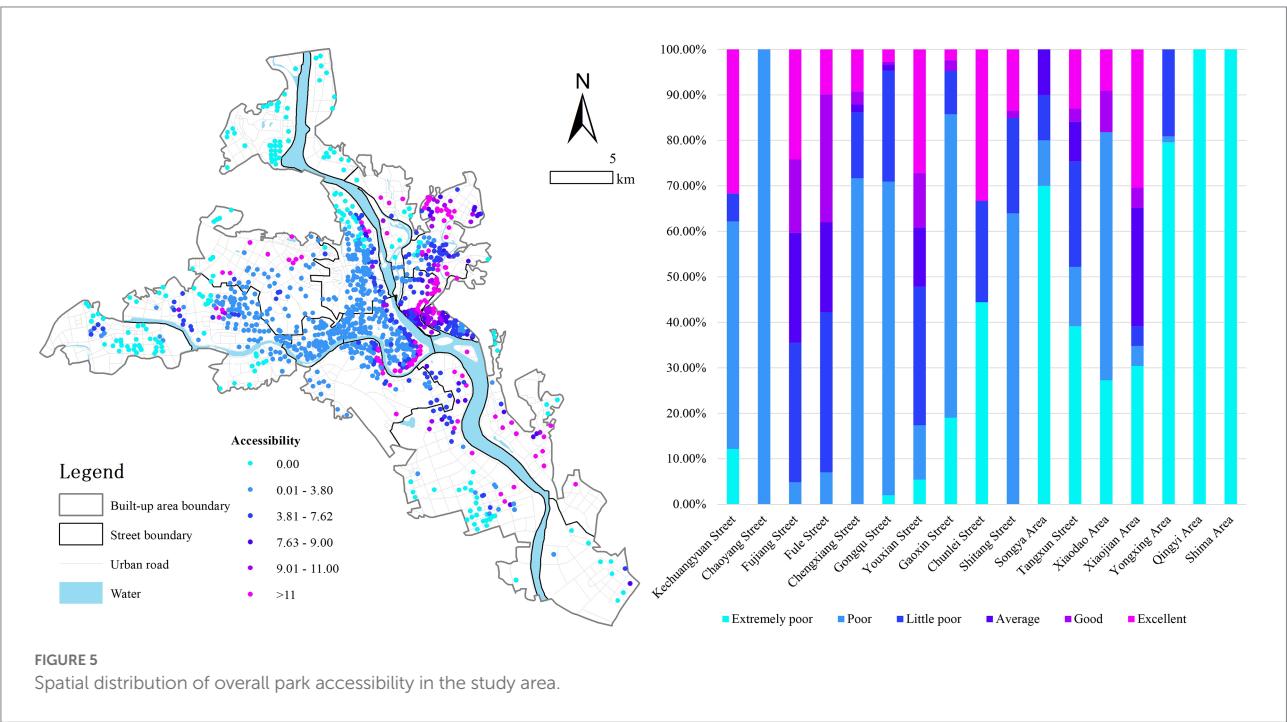 N
5
km
Accessibility
0.00
0.01 - 3.80
3.81 - 7.62
7.63 - 9.00
9.01 - 11.00
>11
Legend
Built-up area boundary
Street boundary
Urban road
Water
100.00%
90.00%
80.00%
70.00%
60.00%
50.00%
40.00%
30.00%
20.00%
10.00%
0.00%
Kechuangyuan Street
Chaoyang Street
Fujiang Street
Fule Street
Chengxiang Street
Gongqu Street
Youxian Street
Gaoxin Street
Chunlei Street
Shitang Street
Songya Area
Tangxun Street
Xiaodao Area
Xiaojian Area
Yongxing Area
Qingyi Area
Shima Area
Extremely poor
Poor
Little poor
Average
Good
Excellent
FIGURE 5
Spatial distribution of overall park accessibility in the study area.